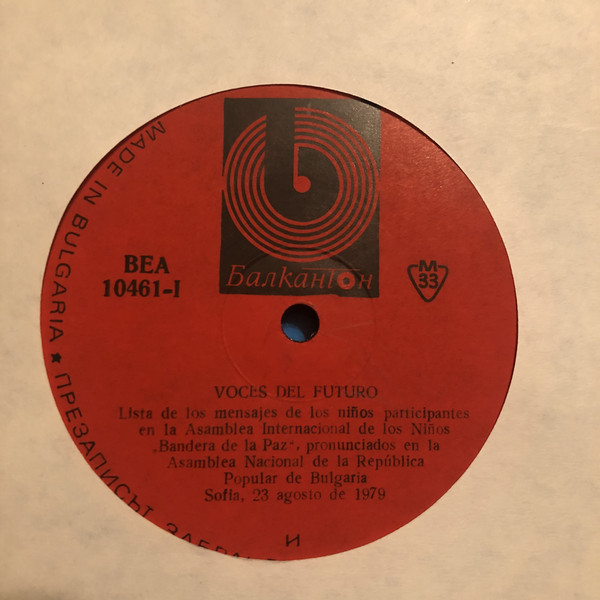 Балкантон
BEA
10461-I
M
33
VOCES DEL FUTURO
Lista de los mensajes de los niños participantes
en la Asamblea Internacional de los Niños
„Bandera de la Paz“, pronunciados en la
Asamblea Nacional de la República
Popular de Bulgaria
Sofia, 23 agosto de 1979
MADE IN BULGARIA ★ ПРЕЗАПИСЪТ
И